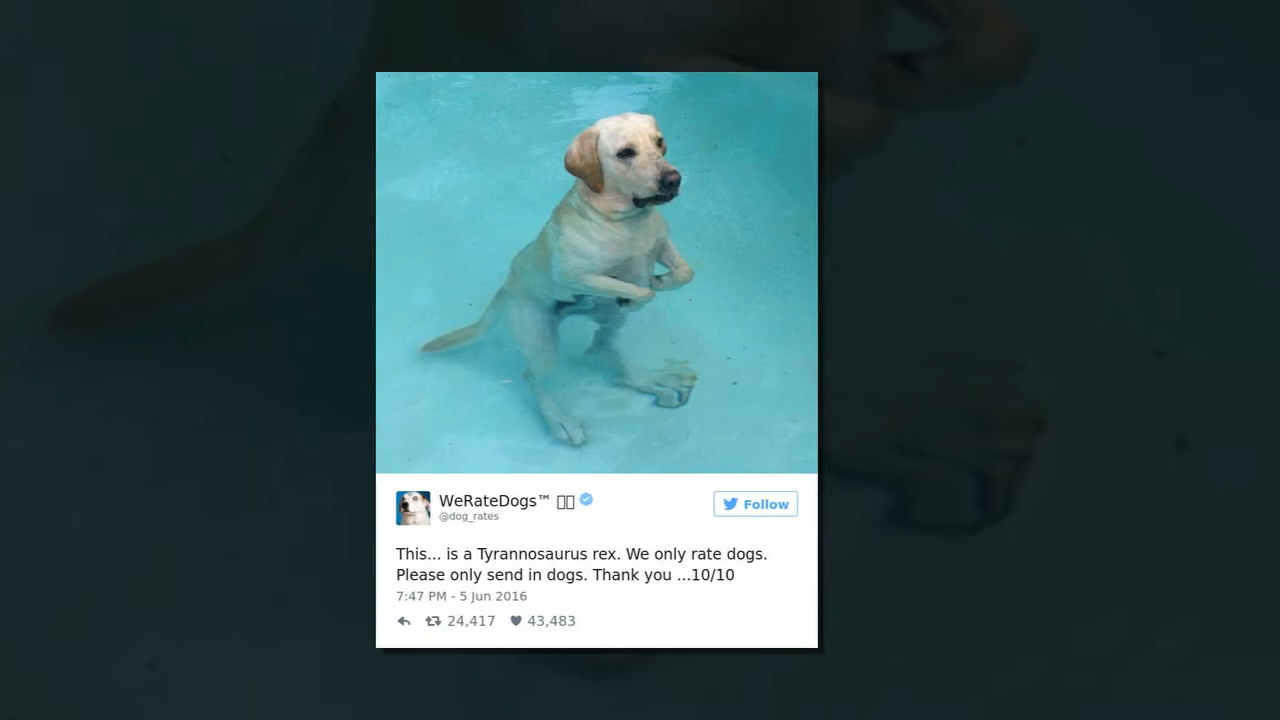 WeRateDogs™
@dog_rates
Follow
This... is a Tyrannosaurus rex. We only rate dogs.
Please only send in dogs. Thank you ...10/10
7:47 PM - 5 Jun 2016
24,417 43,483